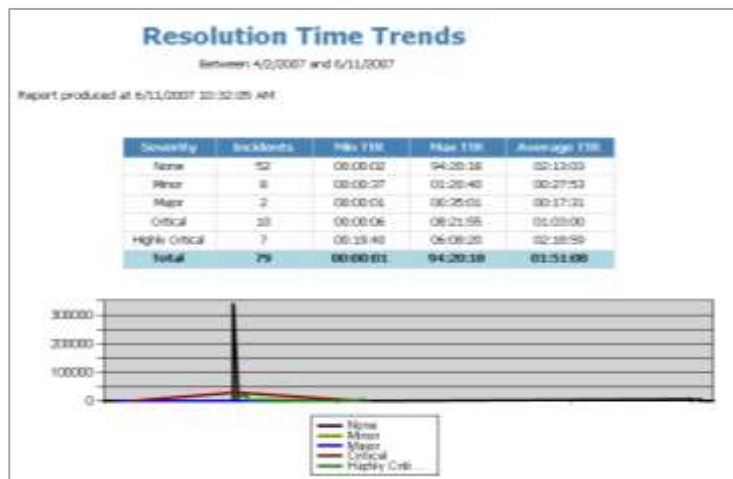 Resolution Time Trends
Between 4/2/2007 and 6/11/2007
Report produced at 6/11/2007 10:32:05 AM
Severity Incidents Min TTR Max TTR Average TTR
None 52 00:00:02 94:20:18 02:13:03
Minor 8 00:00:37 01:20:40 00:27:53
Major 2 00:00:01 00:35:01 00:17:31
Critical 10 00:00:06 08:21:55 01:03:00
Highly Critical 7 00:19:40 06:08:20 02:18:59
Total 79 00:00:01 94:20:18 01:51:08
300000
200000
100000
0
None
Minor
Major
Critical
Highly Criti...